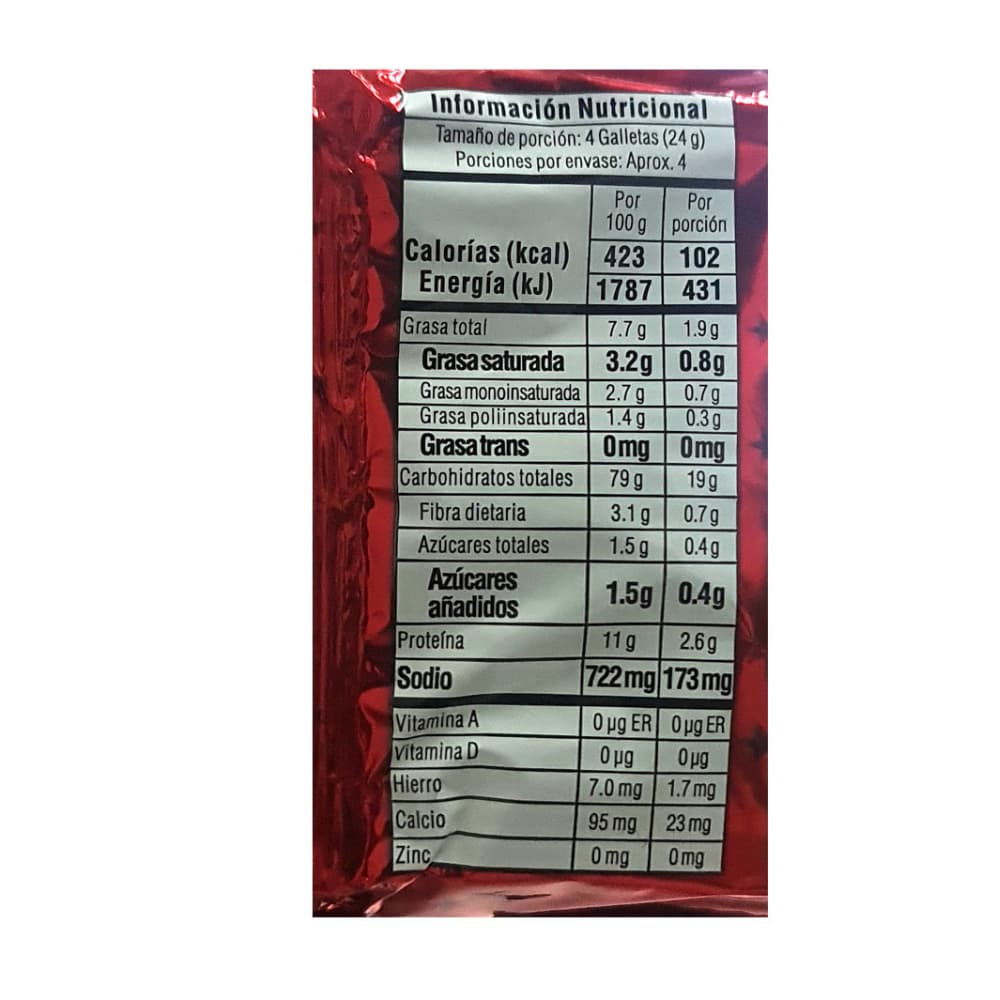 Información Nutricional
Tamaño de porción: 4 Galletas (24 g)
Porciones por envase: Aprox. 4
Por 100 g Por porción
Calorías (kcal) 423 102
Energía (kJ) 1787 431
Grasa total 7.7 g 1.9 g
Grasa saturada 3.2g 0.8g
Grasa monoinsaturada 2.7 g 0.7 g
Grasa poliinsaturada 1.4 g 0.3 g
Grasa trans 0mg 0mg
Carbohidratos totales 79 g 19 g
Fibra dietaria 3.1 g 0.7 g
Azúcares totales 1.5 g 0.4 g
Azúcares añadidos 1.5g 0.4g
Proteína 11 g 2.6 g
Sodio 722 mg 173 mg
Vitamina A 0 µg ER 0 µg ER
Vitamina D 0 µg 0 µg
Hierro 7.0 mg 1.7 mg
Calcio 95 mg 23 mg
Zinc 0 mg 0 mg